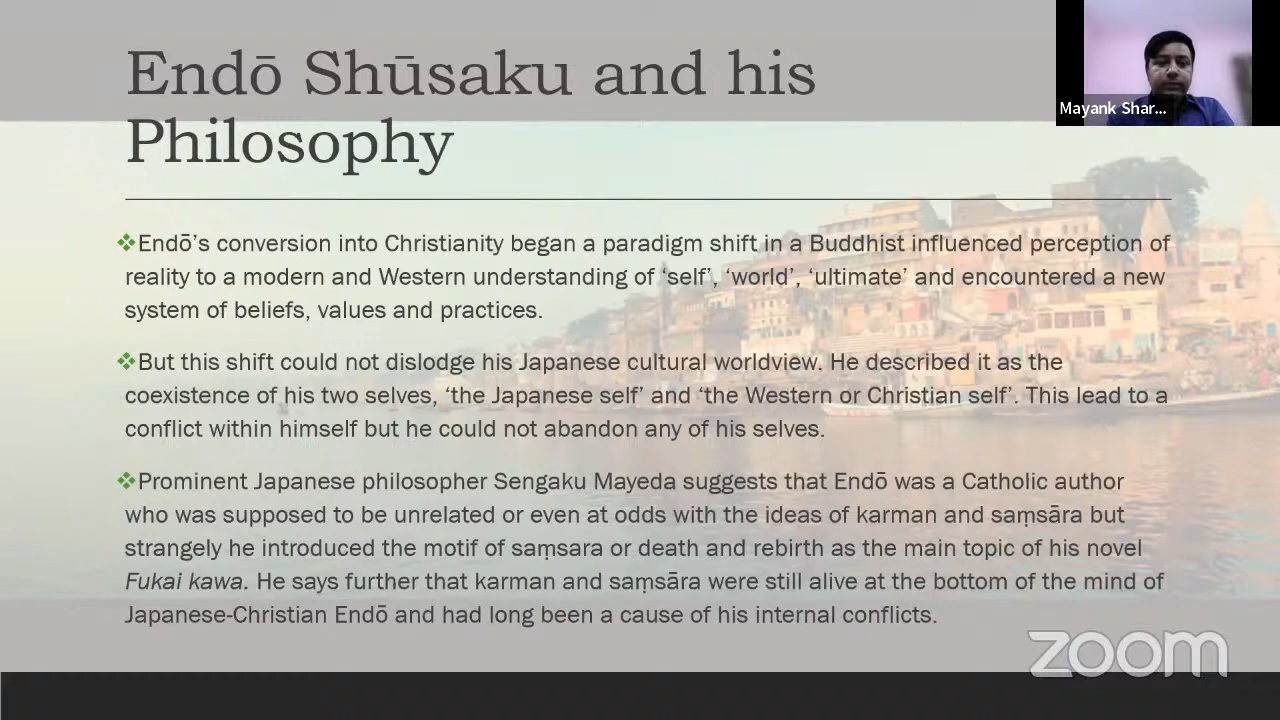 Endō Shūsaku and his
Philosophy
Mayank Shar...
❖Endō’s conversion into Christianity began a paradigm shift in a Buddhist influenced perception of
reality to a modern and Western understanding of ‘self’, ‘world’, ‘ultimate’ and encountered a new
system of beliefs, values and practices.
❖But this shift could not dislodge his Japanese cultural worldview. He described it as the
coexistence of his two selves, ‘the Japanese self’ and ‘the Western or Christian self’. This lead to a
conflict within himself but he could not abandon any of his selves.
❖Prominent Japanese philosopher Sengaku Mayeda suggests that Endō was a Catholic author
who was supposed to be unrelated or even at odds with the ideas of karman and saṃsāra but
strangely he introduced the motif of saṃsara or death and rebirth as the main topic of his novel
Fukai kawa. He says further that karman and saṃsāra were still alive at the bottom of the mind of
Japanese-Christian Endō and had long been a cause of his internal conflicts.
zoom